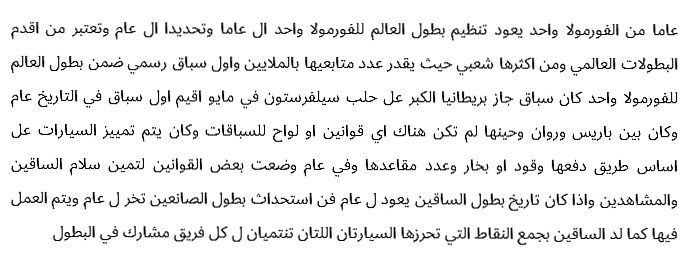 عاما من الفورمولا واحد يعود تنظيم بطول العالم للفورمولا واحد ال عاما وتحديدا ال عام وتعتبر من اقدم
البطولات العالمي ومن اكثرها شعبي حيث يقدر عدد متابعيها بالملايين واول سباق رسمي ضمن بطول العالم
للفورمولا واحد كان سباق جاز بريطانيا الكبر عل حلب سيلفرستون في مايو اقيم اول سباق في التاريخ عام
وكان بين باريس وروان وحينها لم تكن هناك اي قوانين او لواح للسباقات وكان يتم تمييز السيارات عل
اساس طريق دفعها وقود او بخار وعدد مقاعدها وفي عام وضعت بعض القوانين لتمين سلام الساقين
والمشاهدين واذا كان تاريخ بطول الساقين يعود ل عام فن استحداث بطول الصانعين تخر ل عام ويتم العمل
فيها كما لد الساقين بجمع النقاط التي تحرزها السيارتان اللتان تنتميان ل كل فريق مشارك في البطول